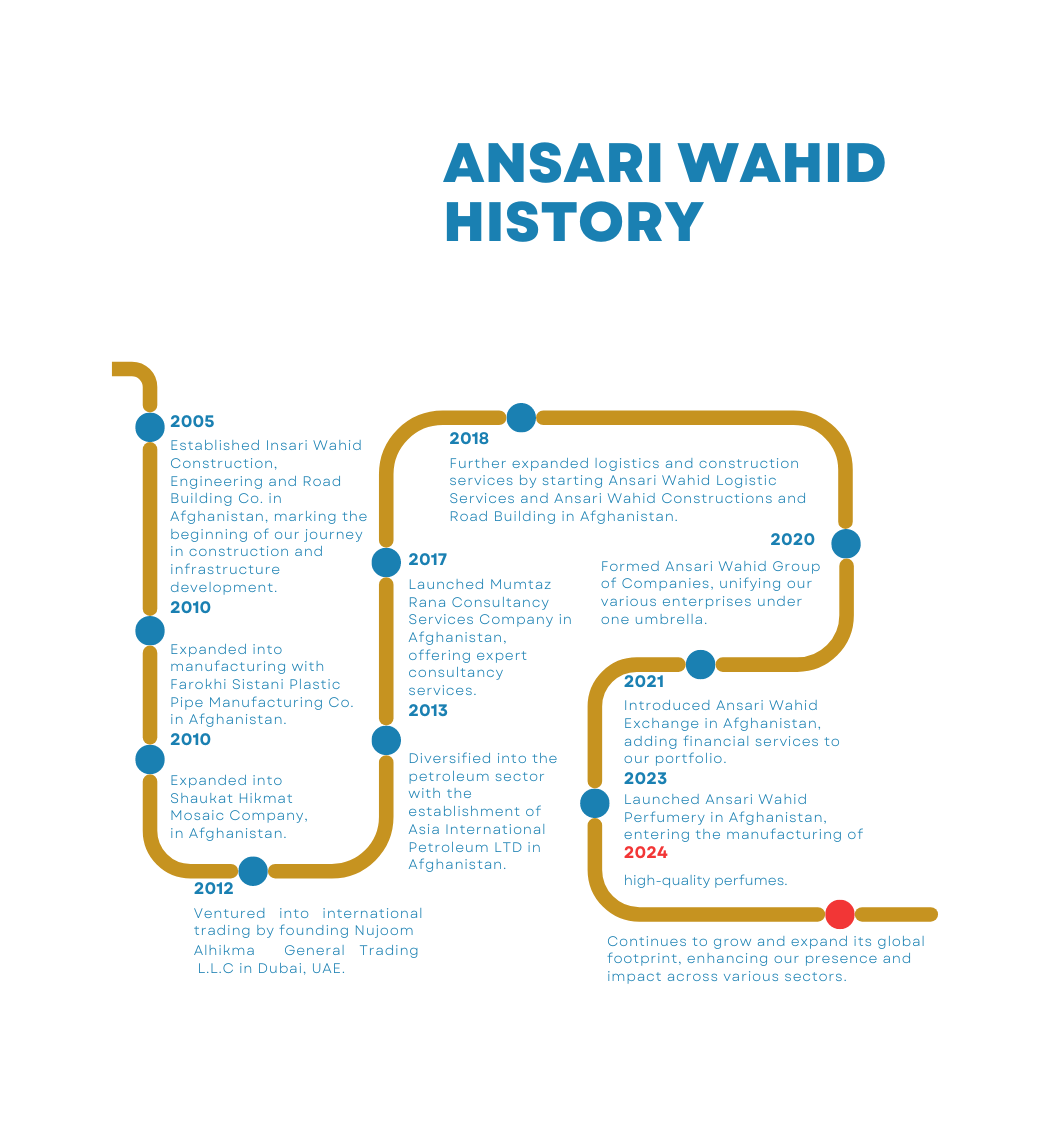 ANSARI WAHID
HISTORY
2005
Established Insari Wahid
Construction,
Engineering and Road
Building Co. in
Afghanistan, marking the
beginning of our journey
in construction and
infrastructure
development.
2010
Expanded into
manufacturing with
Farokhi Sistani Plastic
Pipe Manufacturing Co.
in Afghanistan.
2010
Expanded into
Shaukat Hikmat
Mosaic Company,
in Afghanistan.
2012
Ventured into international
trading by founding Nujoom
Alhikma General Trading
L.L.C in Dubai, UAE.
2017
Launched Mumtaz
Rana Consultancy
Services Company in
Afghanistan,
offering expert
consultancy
services.
2013
Diversified into the
petroleum sector
with the
establishment of
Asia International
Petroleum LTD in
Afghanistan.
2018
Further expanded logistics and construction
services by starting Ansari Wahid Logistic
Services and Ansari Wahid Constructions and
Road Building in Afghanistan.
2020
Formed Ansari Wahid Group
of Companies, unifying our
various enterprises under
one umbrella.
2021
Introduced Ansari Wahid
Exchange in Afghanistan,
adding financial services to
our portfolio.
2023
Launched Ansari Wahid
Perfumery in Afghanistan,
entering the manufacturing of
2024
high-quality perfumes.
Continues to grow and expand its global
footprint, enhancing our presence and
impact across various sectors.